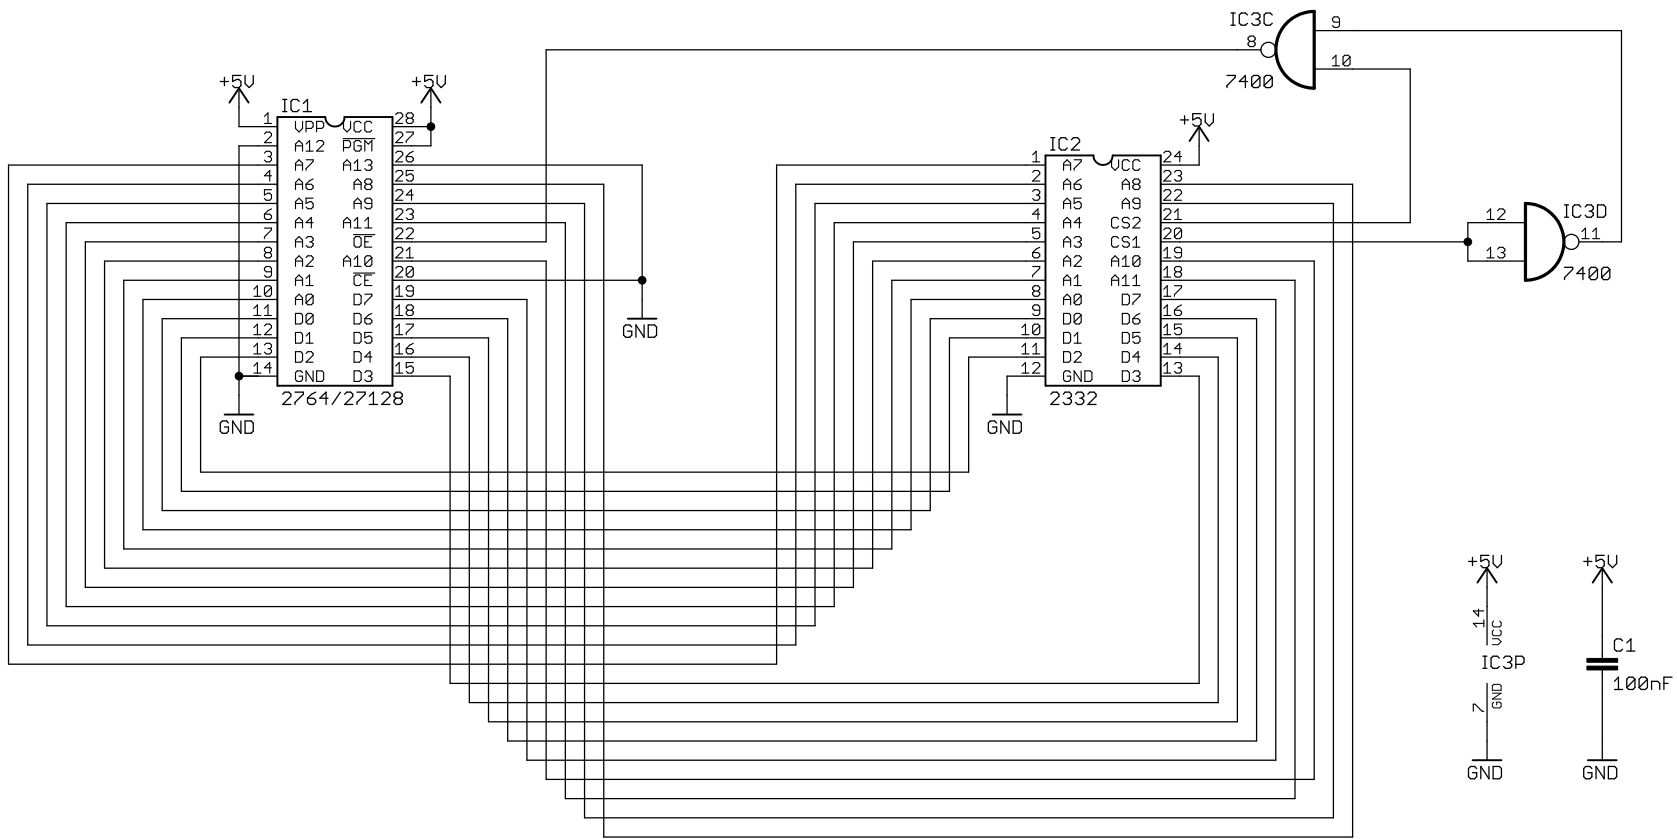 IC3C
9
8
10
7400
+5V
+5V
IC1
1 VPP VCC 28
2 A12 PGM 27
3 A7 A13 26
4 A6 A8 25
5 A5 A9 24
6 A4 A11 23
7 A3 OE 22
8 A2 A10 21
9 A1 CE 20
10 A0 D7 19
11 D0 D6 18
12 D1 D5 17
13 D2 D4 16
14 GND D3 15
2764/27128
GND
GND
+5V
IC2
1 A7 VCC 24
2 A6 A8 23
3 A5 A9 22
4 A4 CS2 21
5 A3 CS1 20
6 A2 A10 19
7 A1 A11 18
8 A0 D7 17
9 D0 D6 16
10 D1 D5 15
11 D2 D4 14
12 GND D3 13
2332
GND
IC3D
12
11
13
7400
+5V
14
VCC
IC3P
GND
7
GND
+5V
C1
100nF
GND